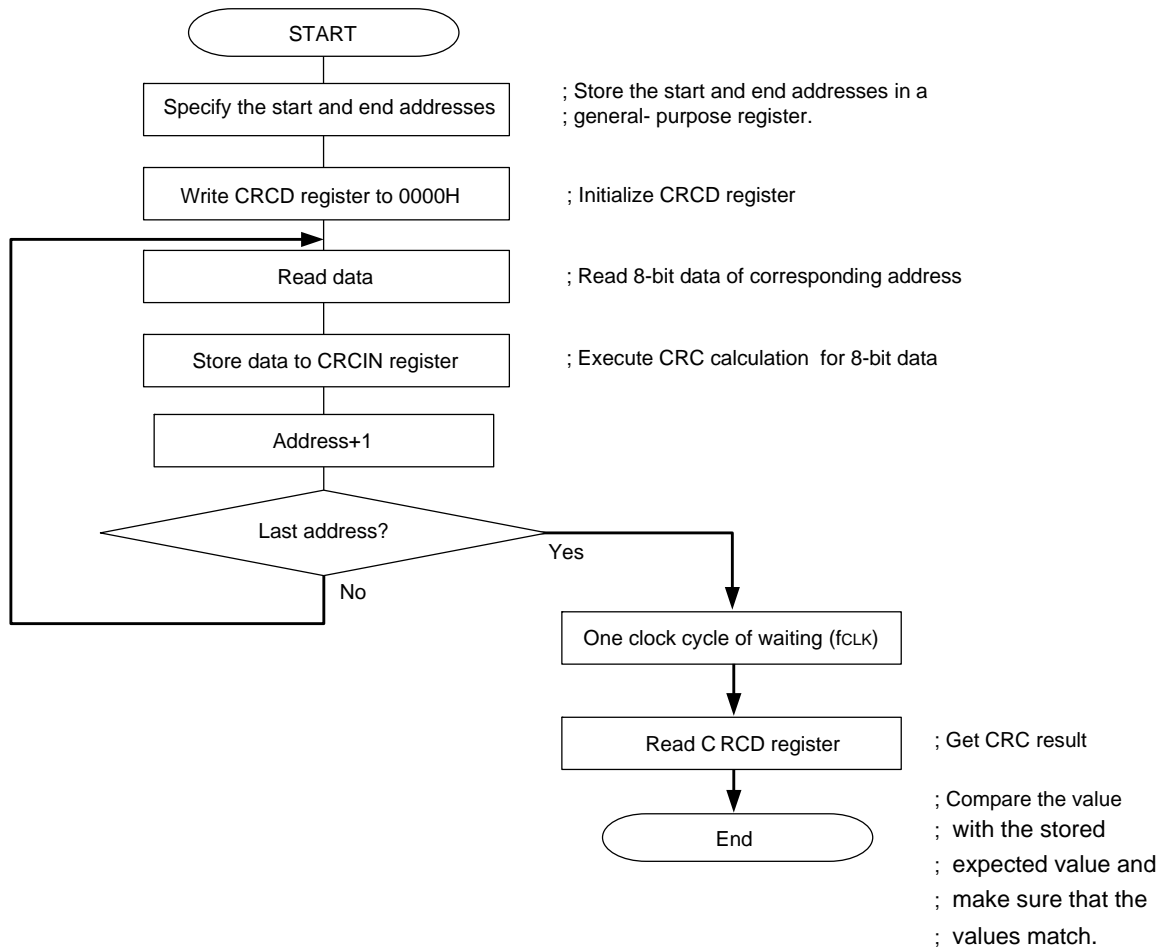 START
Specify the start and end addresses
; Store the start and end addresses in a
; general- purpose register.
Write CRCD register to 0000H
; Initialize CRCD register
Read data
; Read 8-bit data of corresponding address
Store data to CRCIN register
; Execute CRC calculation for 8-bit data
Address+1
Last address?
Yes
No
One clock cycle of waiting (fCLK)
Read C RCD register
; Get CRC result
End
; Compare the value
; with the stored
; expected value and
; make sure that the
; values match.